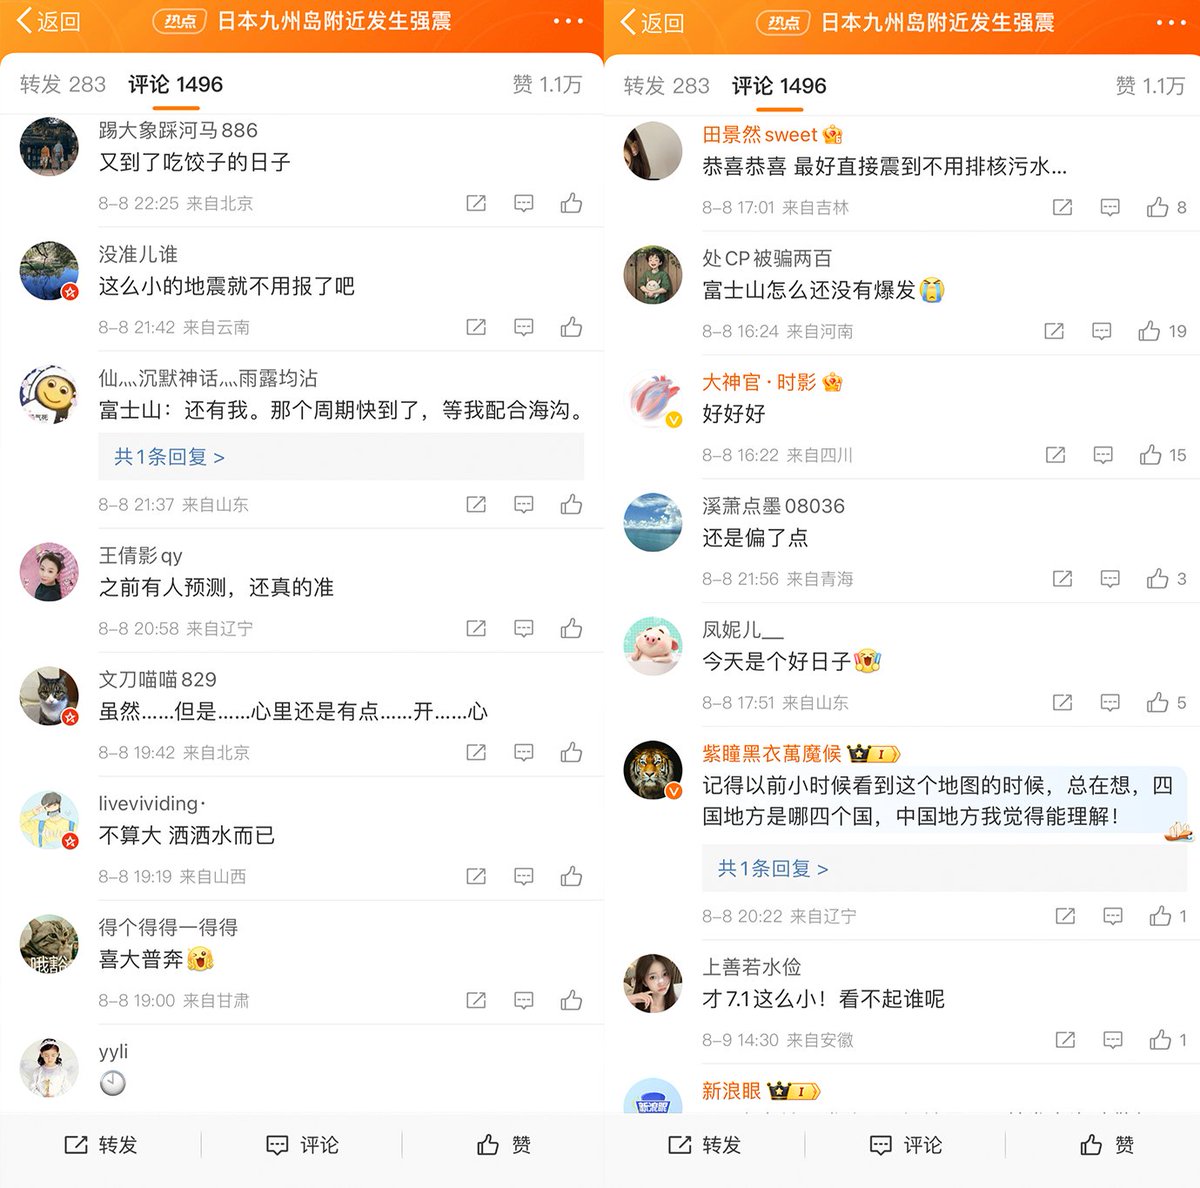 返回
热点 日本九州岛附近发生强震
转发 283 评论 1496 赞 1.1万
踢大象踩河马886
又到了吃饺子的日子
8-8 22:25 来自北京
没准儿谁
这么小的地震就不用报了吧
8-8 21:42 来自云南
仙灬沉默神话灬雨露均沾
富士山：还有我。那个周期快到了，等我配合海沟。
共1条回复 >
8-8 21:37 来自山东
王倩影qy
之前有人预测，还真的准
8-8 20:58 来自辽宁
文刀喵喵829
虽然……但是……心里还是有点……开……心
8-8 19:42 来自北京
livevividing·
不算大 洒洒水而已
8-8 19:19 来自山西
得个得得一得得
喜大普奔
8-8 19:00 来自甘肃
哦豁
yyli
转发 评论 赞
返回
热点 日本九州岛附近发生强震
转发 283 评论 1496 赞 1.1万
田景然sweet
恭喜恭喜 最好直接震到不用排核污水...
8-8 17:01 来自吉林 8
处CP被骗两百
富士山怎么还没有爆发
8-8 16:24 来自河南 19
大神官·时影
好好好
8-8 16:22 来自四川 15
溪萧点墨08036
还是偏了点
8-8 21:56 来自青海 3
凤妮儿__
今天是个好日子
8-8 17:51 来自山东 5
紫瞳黑衣萬魔候 I
记得以前小时候看到这个地图的时候，总在想，四
国地方是哪四个国，中国地方我觉得能理解！
共1条回复 >
8-8 20:22 来自辽宁 1
上善若水俭
才7.1这么小！看不起谁呢
8-9 14:30 来自安徽 1
新浪眼 I
新浪眼
转发 评论 赞